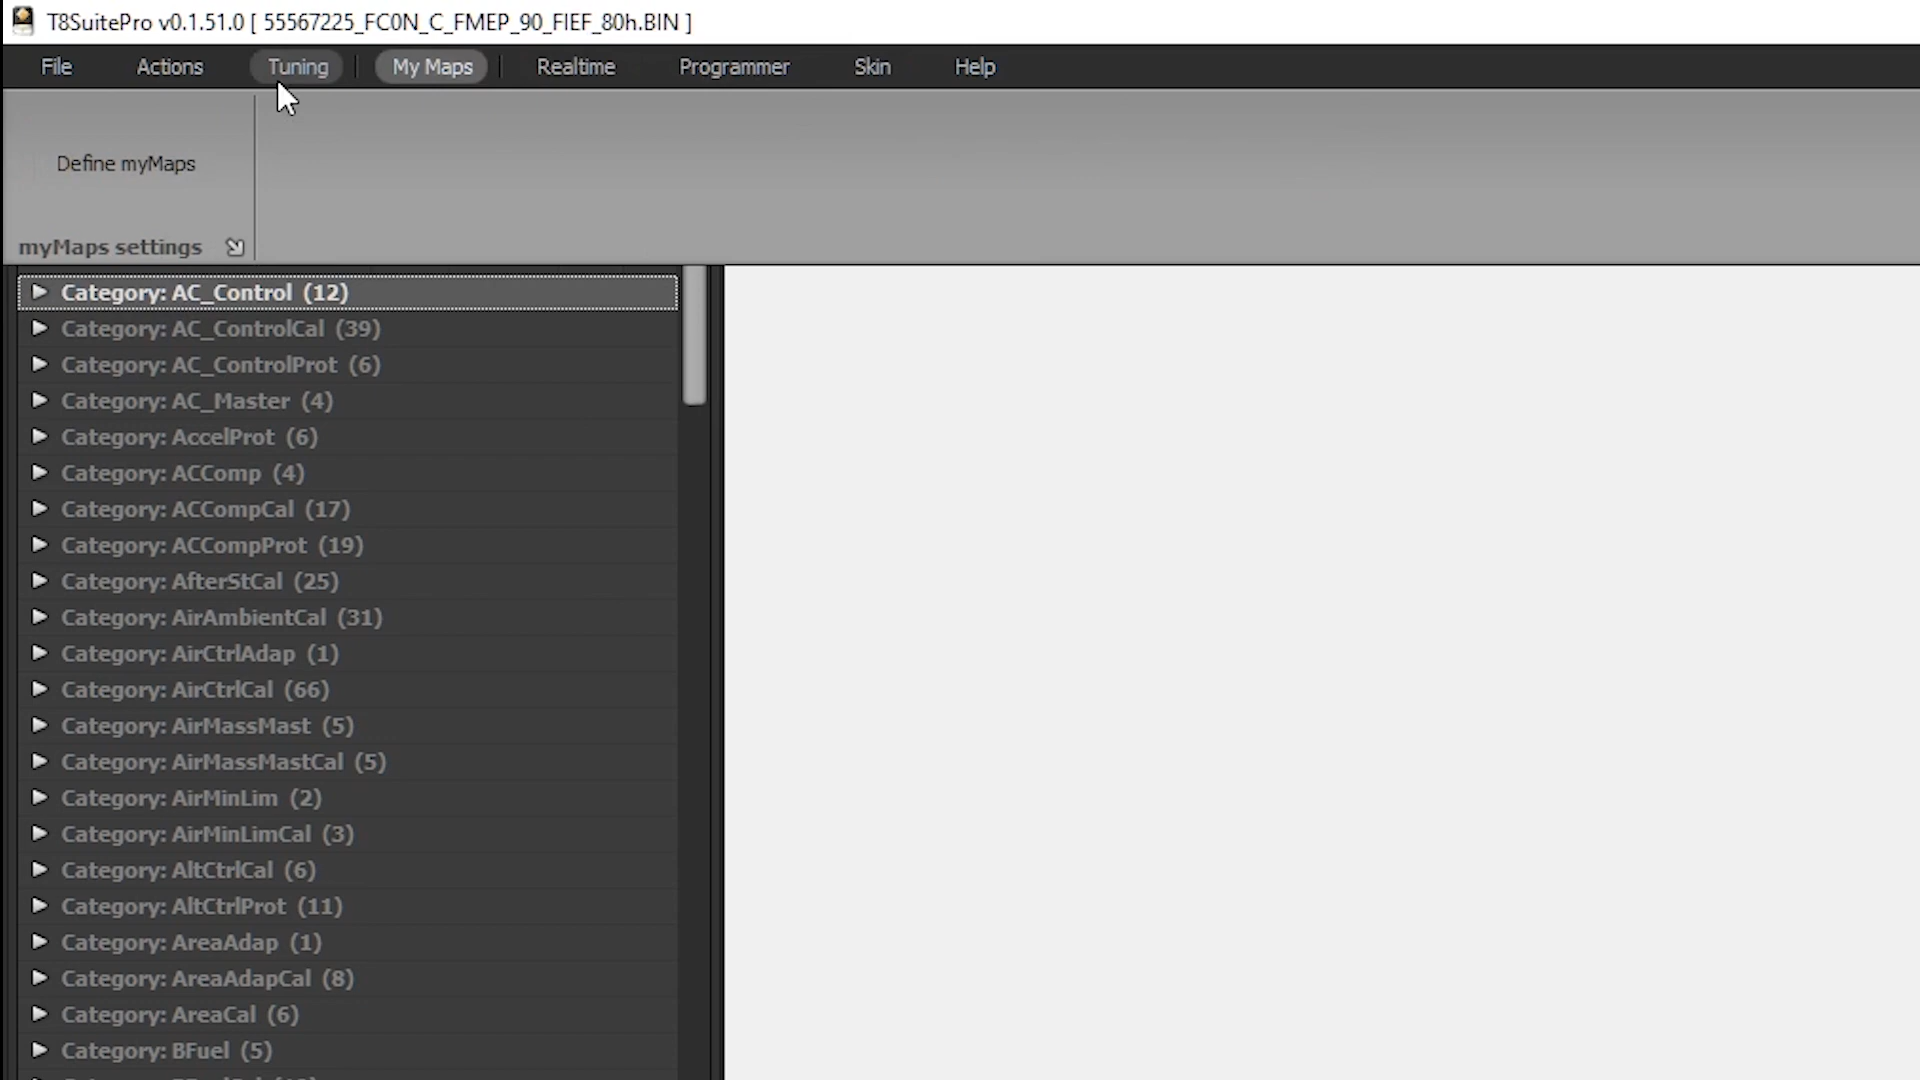 T8SuitePro v0.1.51.0 [ 55567225_FC0N_C_FMEP_90_FIEF_80h.BIN ]
File Actions Tuning My Maps Realtime Programmer Skin Help
Define myMaps
myMaps settings
Category: AC_Control (12)
Category: AC_ControlCal (39)
Category: AC_ControlProt (6)
Category: AC_Master (4)
Category: AccelProt (6)
Category: ACComp (4)
Category: ACCompCal (17)
Category: ACCompProt (19)
Category: AfterStCal (25)
Category: AirAmbientCal (31)
Category: AirCtrlAdap (1)
Category: AirCtrlCal (66)
Category: AirMassMast (5)
Category: AirMassMastCal (5)
Category: AirMinLim (2)
Category: AirMinLimCal (3)
Category: AltCtrlCal (6)
Category: AltCtrlProt (11)
Category: AreaAdap (1)
Category: AreaAdapCal (8)
Category: AreaCal (6)
Category: BFuel (5)